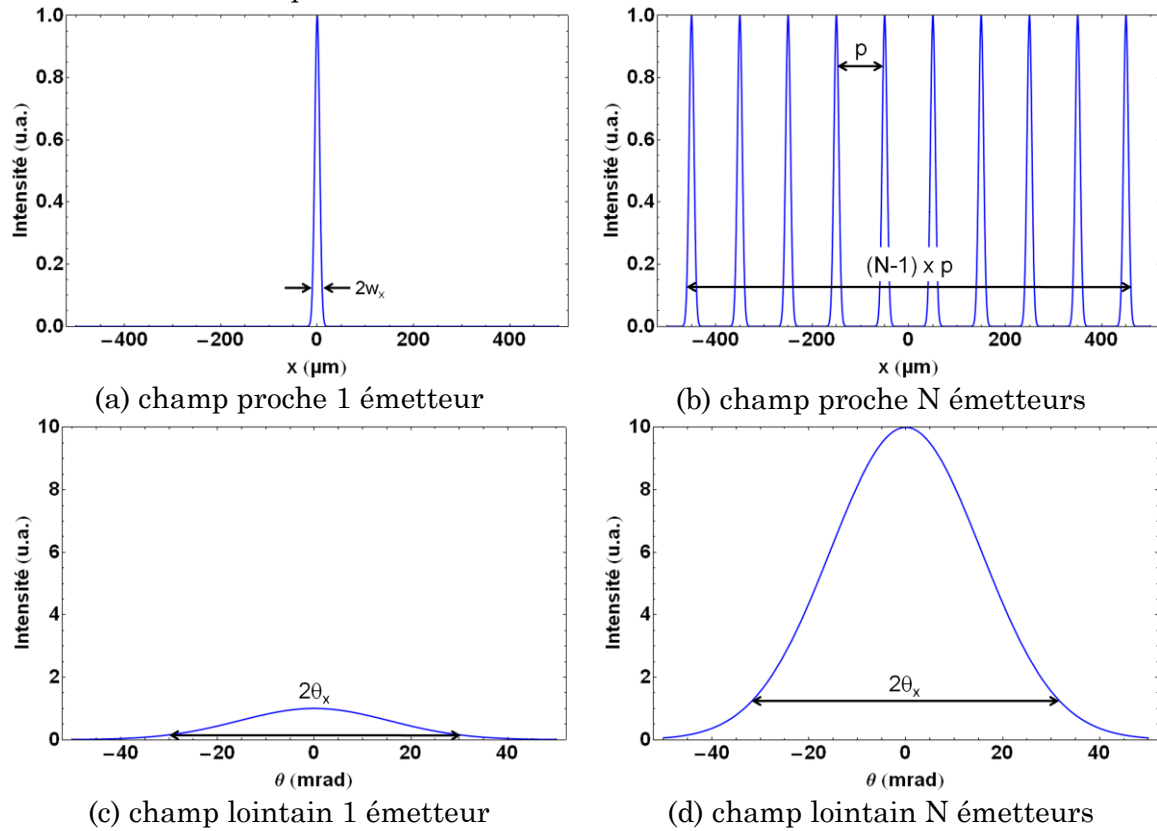 1.0
0.8
0.6
0.4
0.2
0.0
Intensité (u.a.)
2wₓ
−400 −200 0 200 400
x (µm)
(a) champ proche 1 émetteur
1.0
0.8
0.6
0.4
0.2
0.0
Intensité (u.a.)
p
(N-1) x p
−400 −200 0 200 400
x (µm)
(b) champ proche N émetteurs
10
8
6
4
2
0
Intensité (u.a.)
2θₓ
−40 −20 0 20 40
θ (mrad)
(c) champ lointain 1 émetteur
10
8
6
4
2
0
Intensité (u.a.)
2θₓ
−40 −20 0 20 40
θ (mrad)
(d) champ lointain N émetteurs